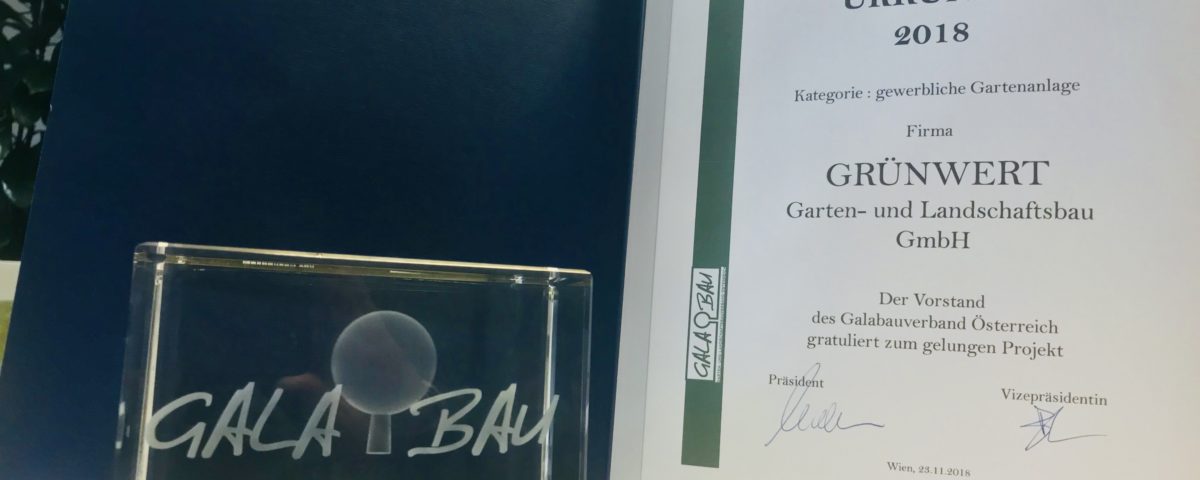 2018
Kategorie : gewerbliche Gartenanlage
Firma
GRÜNWERT
Garten- und Landschaftsbau
GmbH
Der Vorstand
des Galabauverband Österreich
gratuliert zum gelungen Projekt
Präsident
Vizepräsidentin
Wien, 23.11.2018
GALA BAU
GALA BAU